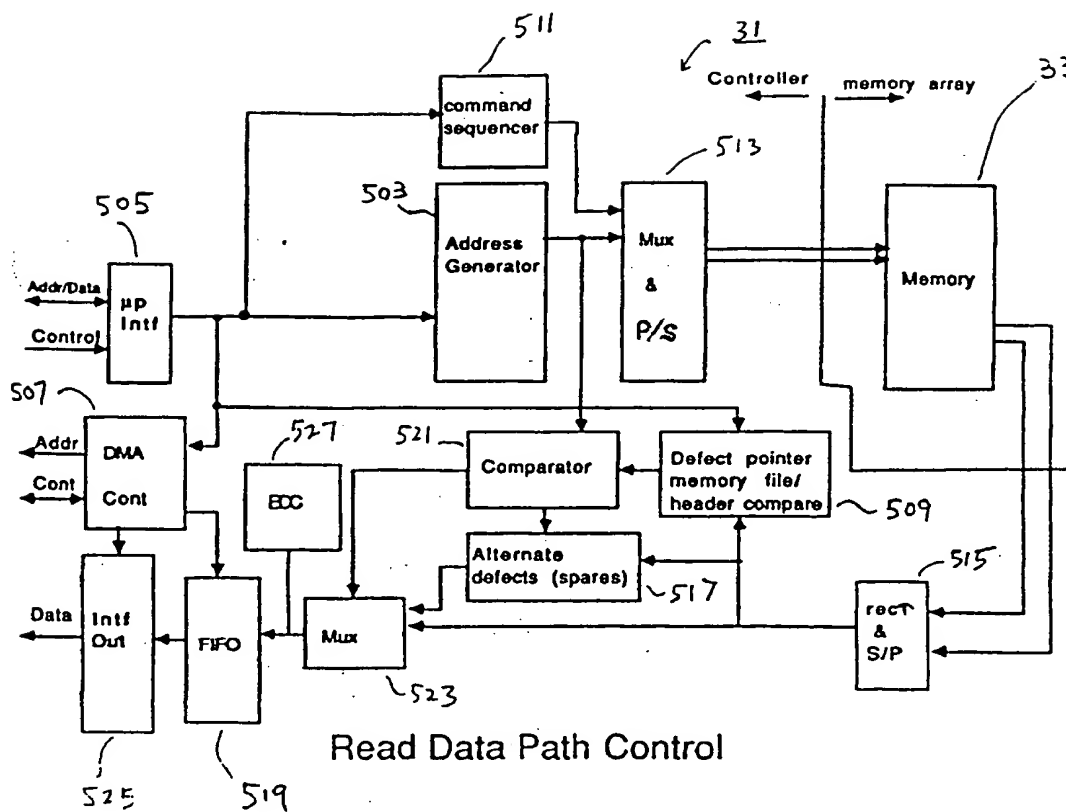 511
31
33
Controller
memory array
command
sequencer
513
503
505
Address
Generator
Mux
&
P/S
Memory
Addr/Data
µp
Intf
Control
507
527
521
Addr
DMA
Cont
Cont
ECC
Comparator
Defect pointer
memory file/
header compare
509
Alternate
defects (spares)
517
515
Data
Intf
Out
FIFO
Mux
rect
&
S/P
523
Read Data Path Control
525
519